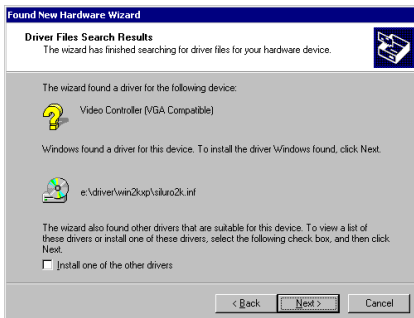 Found New Hardware Wizard
Driver Files Search Results
The wizard has finished searching for driver files for your hardware device.
The wizard found a driver for the following device:
Video Controller (VGA Compatible)
Windows found a driver for this device. To install the driver Windows found, click Next.
e:\driver\win2kxp\siluro2k.inf
The wizard also found other drivers that are suitable for this device. To view a list of
these drivers or install one of these drivers, select the following check box, and then click
Next.
Install one of the other drivers
< Back
Next >
Cancel